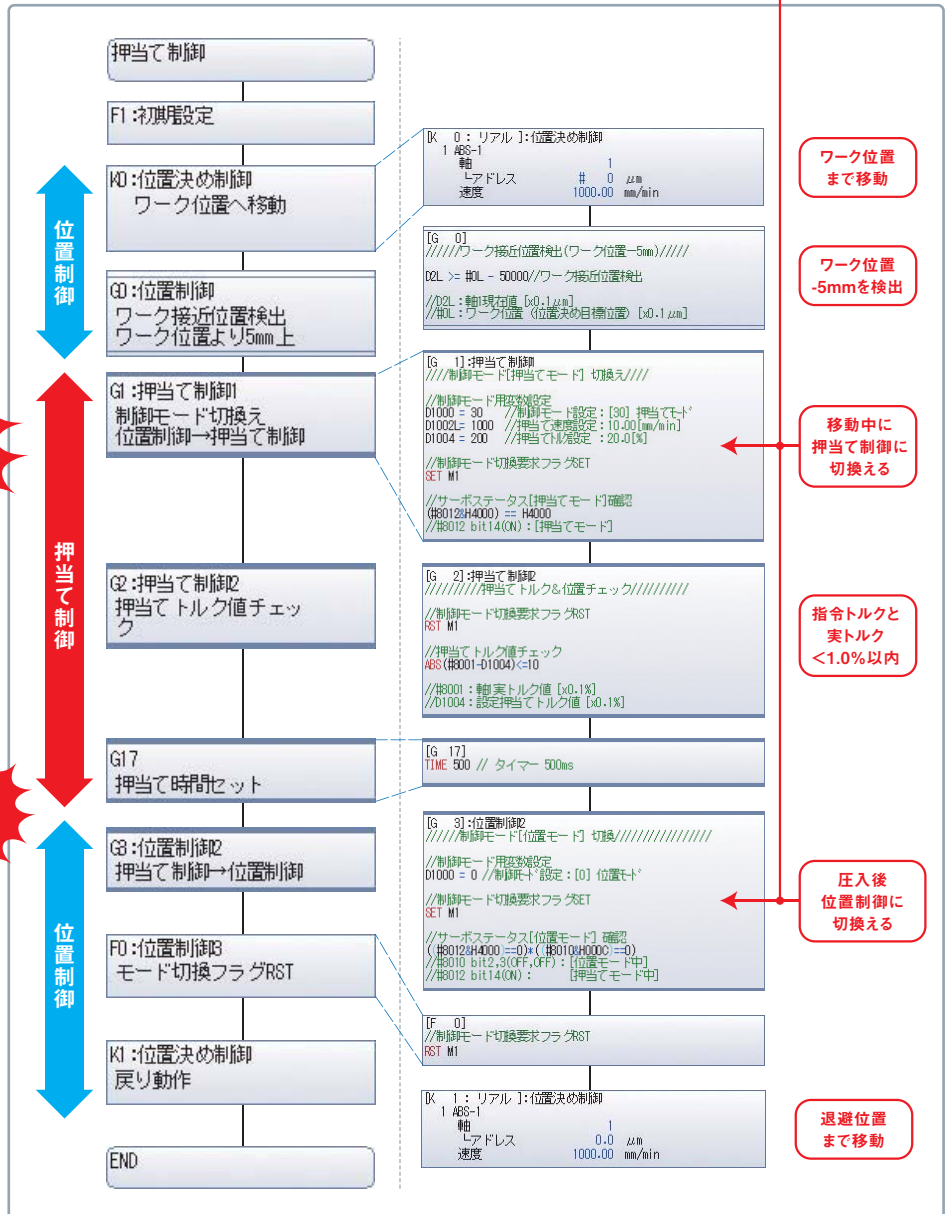 押当て制御
F1:初期設定
K0:位置決め制御
ワーク位置へ移動
G0:位置制御
ワーク接近位置検出
ワーク位置より5mm上
G1:押当て制御1
制御モード切換え
位置制御→押当て制御
G2:押当て制御2
押当てトルク値チェッ
ク
G17
押当て時間セット
G3:位置制御2
押当て制御→位置制御
F0:位置制御3
モード切換フラグRST
K1:位置決め制御
戻り動作
END
位置制御
押当て制御
位置制御
[K 0 : リアル ]:位置決め制御
1 ABS-1
軸 1
└アドレス # 0 μm
速度 1000.00 mm/min
[G 0]
//////ワーク接近位置検出(ワーク位置-5mm)/////
D2L >= #0L - 50000//ワーク接近位置検出
//D2L:軸1現在値 [x0.1μm]
//#0L:ワーク位置 (位置決め目標位置) [x0.1μm]
[G 1]:押当て制御1
////制御モード[押当てモード] 切換え////
//制御モード用変数設定
D1000 = 30 //制御モード設定:[30] 押当てモード
D1002L= 1000 //押当て速度設定:10.00[mm/min]
D1004 = 200 //押当てトルク設定 :20.0[%]
//制御モード切換要求フラグSET
SET M1
//サーボステータス[押当てモード]確認
(#8012&H4000) == H4000
//#8012 bit14(ON):[押当てモード]
[G 2]:押当て制御2
//////////押当てトルク&位置チェック//////////
//制御モード切換要求フラグRST
RST M1
//押当てトルク値チェック
ABS(#8001-D1004)<=10
//#8001:軸1実トルク値 [x0.1%]
//D1004:設定押当てトルク値 [x0.1%]
[G 17]
TIME 500 // タイマー 500ms
[G 3]:位置制御2
//////制御モード[位置モード] 切換/////////////////
//制御モード用変数設定
D1000 = 0 //制御モード設定:[0] 位置モード
//制御モード切換要求フラグSET
SET M1
//サーボステータス[位置モード] 確認
((#8012&H4000)==0)*((#8010&H000C)==0)
//#8010 bit2,3(OFF,OFF):[位置モード中]
//#8012 bit14(ON): [押当てモード中]
[F 0]
//制御モード切換要求フラグRST
RST M1
[K 1 : リアル ]:位置決め制御
1 ABS-1
軸 1
└アドレス 0.0 μm
速度 1000.00 mm/min
ワーク位置
まで移動
ワーク位置
-5mmを検出
移動中に
押当て制御に
切換える
指令トルクと
実トルク
<1.0%以内
圧入後
位置制御に
切換える
退避位置
まで移動